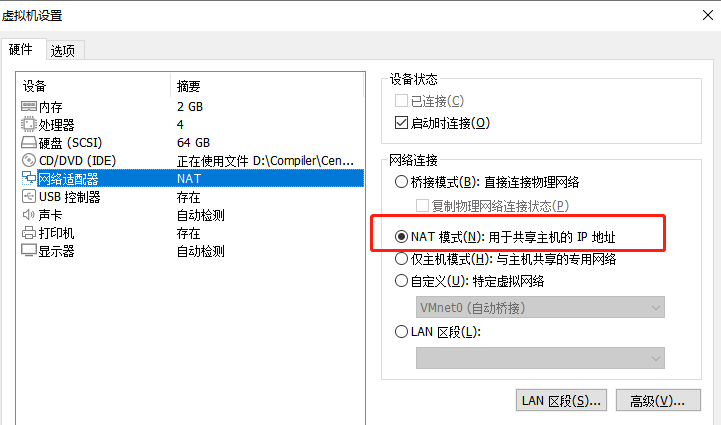 虚拟机设置
硬件 选项
设备 摘要
内存 2 GB
处理器 4
硬盘 (SCSI) 64 GB
CD/DVD (IDE) 正在使用文件 D:\Compiler\Cen...
网络适配器 NAT
USB 控制器 存在
声卡 自动检测
打印机 存在
显示器 自动检测
设备状态
已连接(C)
启动时连接(O)
网络连接
桥接模式(B): 直接连接物理网络
复制物理网络连接状态(P)
NAT 模式(N): 用于共享主机的 IP 地址
仅主机模式(H): 与主机共享的专用网络
自定义(U): 特定虚拟网络
VMnet0 (自动桥接)
LAN 区段(L):
LAN 区段(S)... 高级(V)...